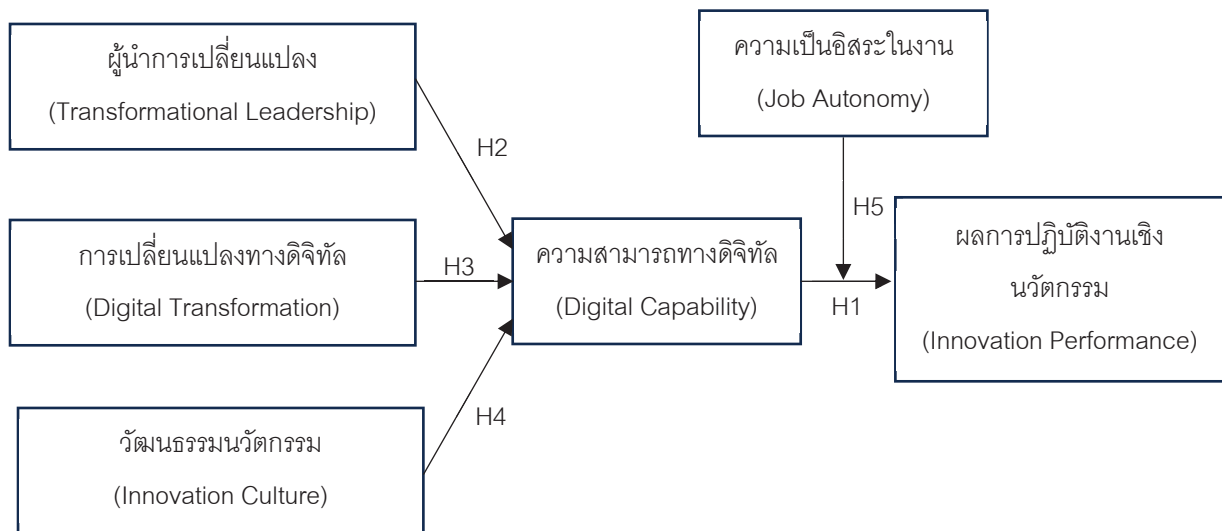 ผู้นำการเปลี่ยนแปลง
(Transformational Leadership)
ความเป็นอิสระในงาน
(Job Autonomy)
H2
H5
การเปลี่ยนแปลงทางดิจิทัล
(Digital Transformation)
H3
ความสามารถทางดิจิทัล
(Digital Capability)
H1
ผลการปฏิบัติงานเชิง
นวัตกรรม
(Innovation Performance)
H4
วัฒนธรรมนวัตกรรม
(Innovation Culture)